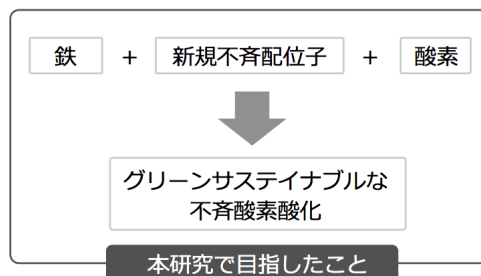 鉄 + 新規不斉配位子 + 酸素
グリーンサステイナブルな
不斉酸素酸化
本研究で目指したこと